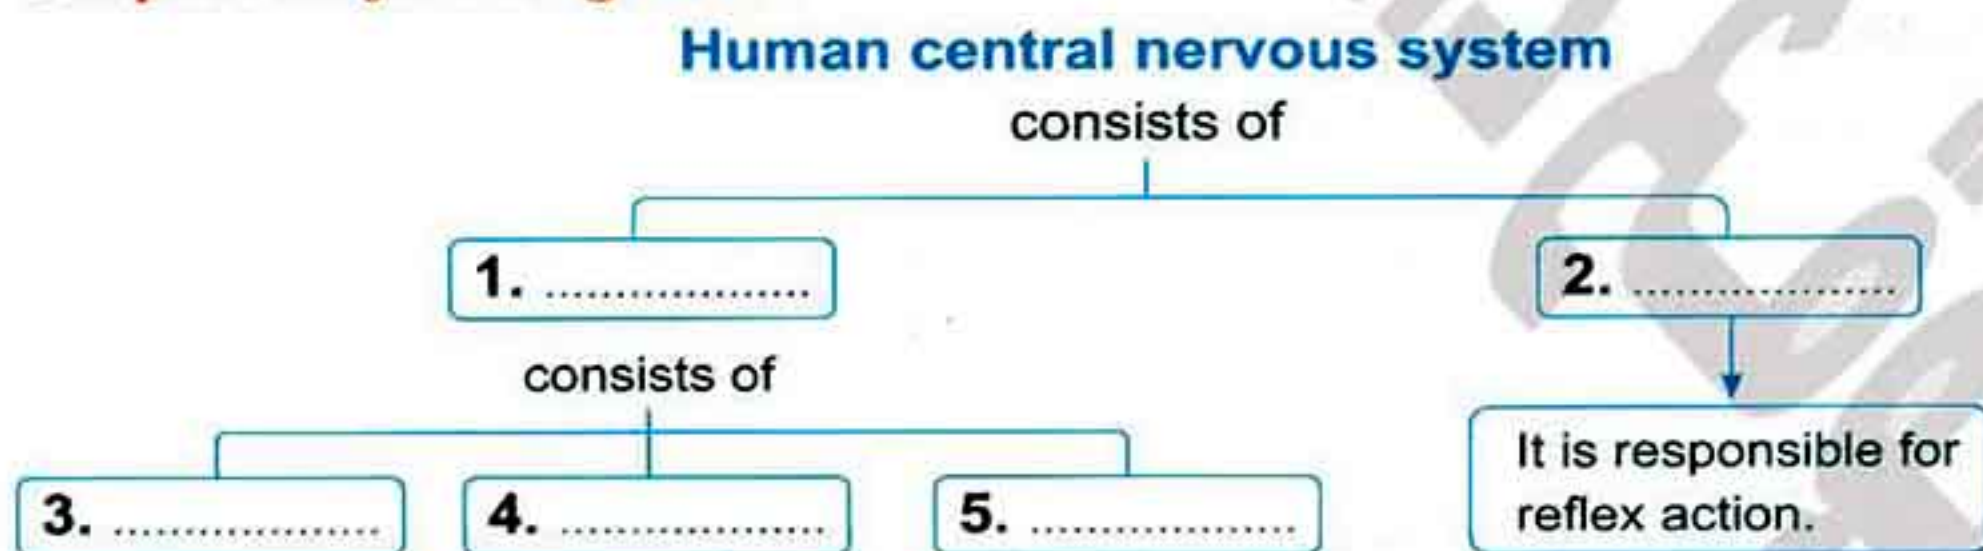 Human central nervous system
consists of
1. ...................
2. ...................
consists of
It is responsible for
reflex action.
3. ...................
4. ...................
5. ...................